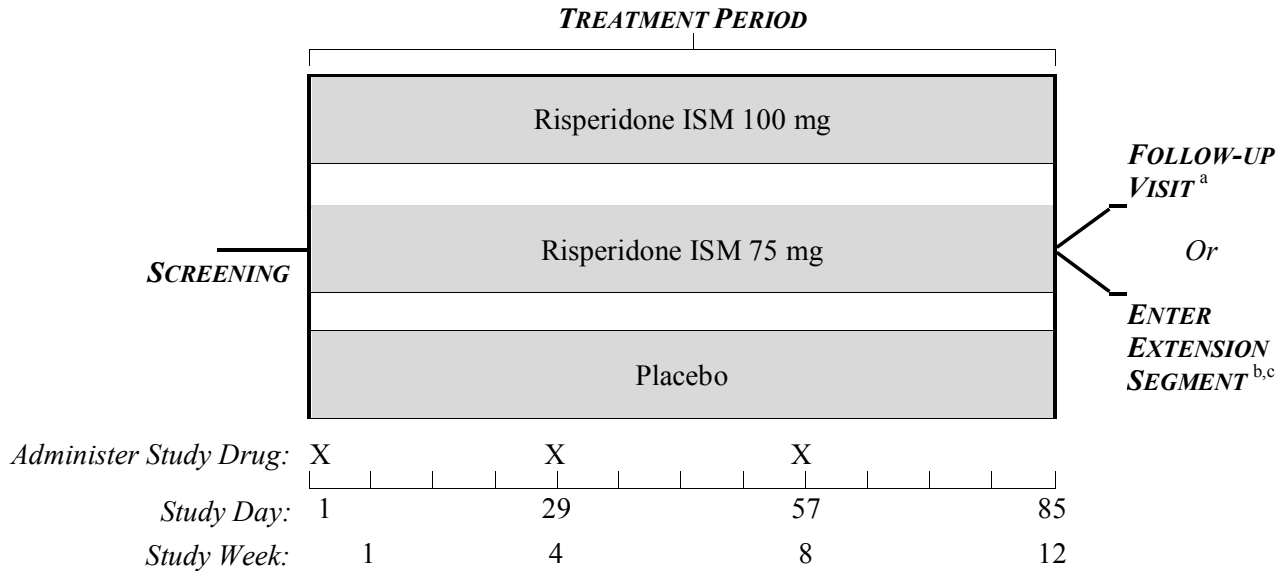 TREATMENT PERIOD
Risperidone ISM 100 mg
FOLLOW-UP
VISIT a
Risperidone ISM 75 mg
Or
SCREENING
ENTER
EXTENSION
SEGMENT b,c
Placebo
Administer Study Drug: X X X
Study Day: 1 29 57 85
Study Week: 1 4 8 12